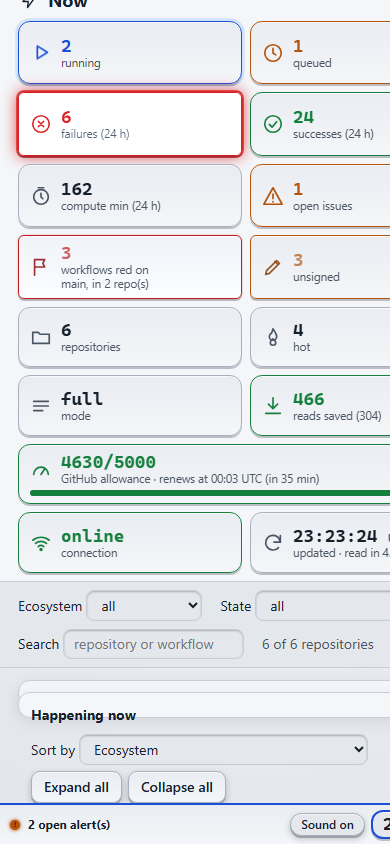 Now
2
running
1
queued
6
failures (24 h)
24
successes (24 h)
162
compute min (24 h)
1
open issues
3
workflows red on
main, in 2 repo(s)
3
unsigned
6
repositories
4
hot
full
mode
466
reads saved (304)
4630/5000
GitHub allowance · renews at 00:03 UTC (in 35 min)
online
connection
23:23:24
updated · read in 4
Ecosystem all State all
Search repository or workflow 6 of 6 repositories
Happening now
Sort by Ecosystem
Expand all Collapse all
2 open alert(s) Sound on 2